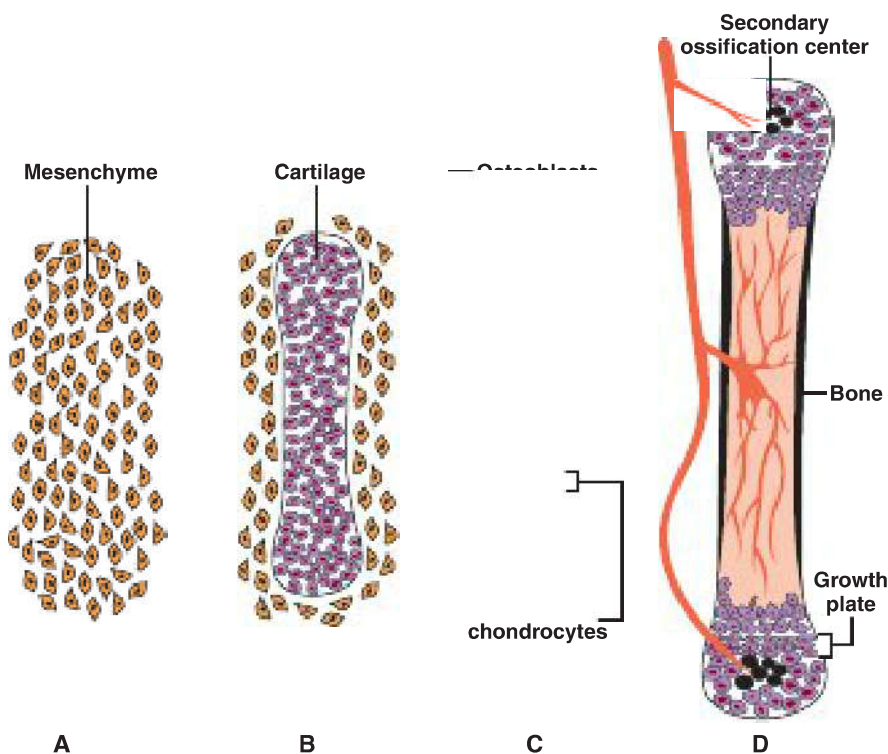 Secondary
ossification center
Mesenchyme
Cartilage
Bone
Growth
plate
chondrocytes
A
B
C
D